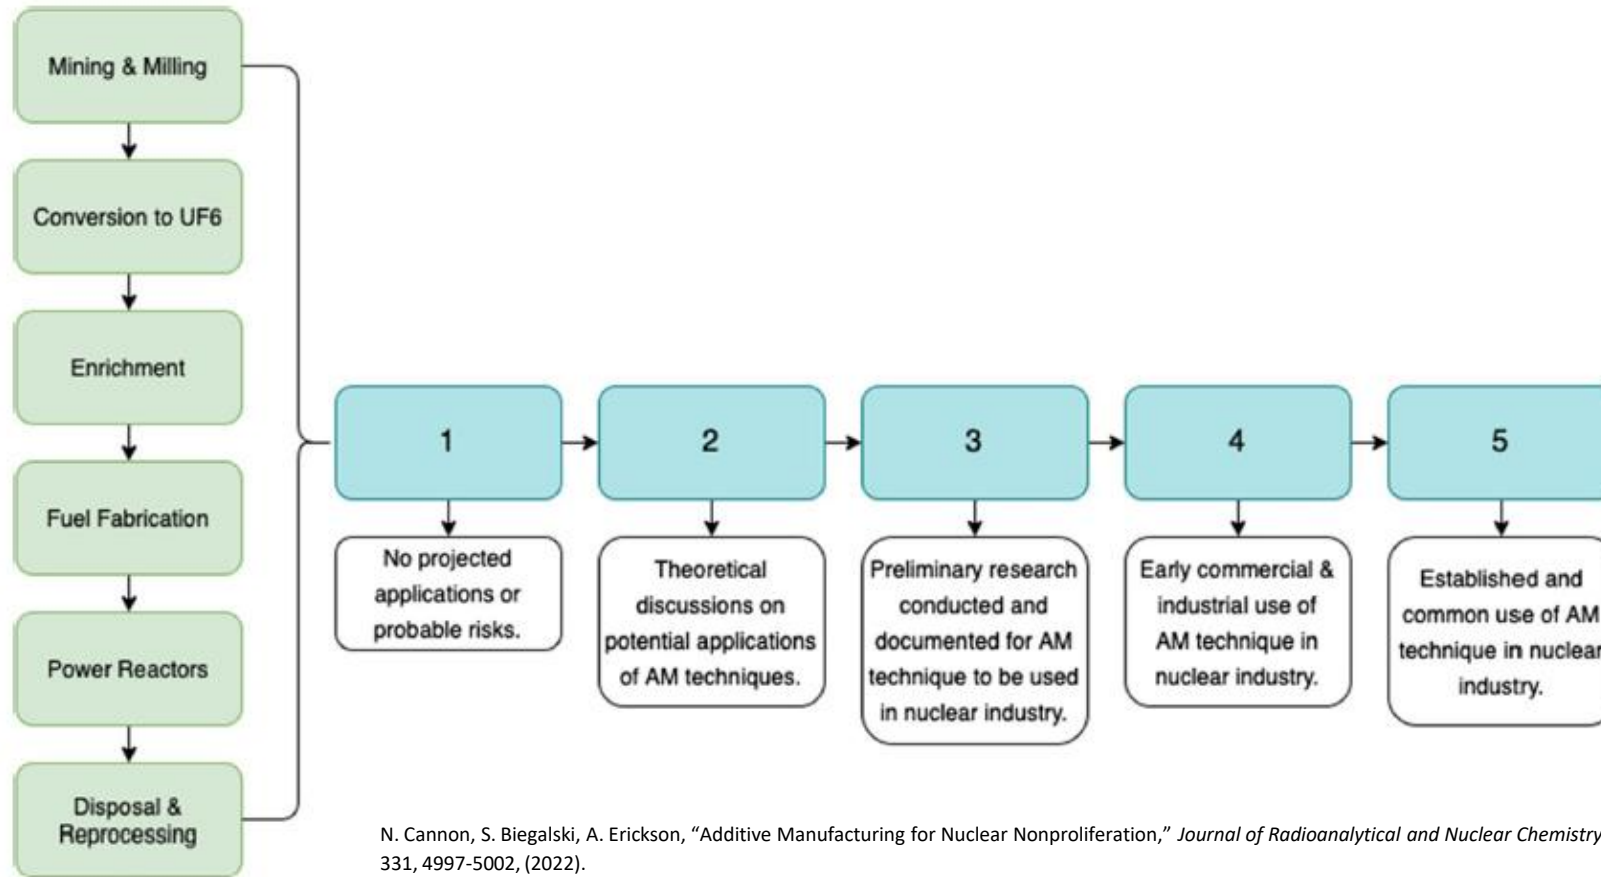 Mining & Milling
Conversion to UF6
Enrichment
Fuel Fabrication
Power Reactors
Disposal &
Reprocessing
1
No projected
applications or
probable risks.
2
Theoretical
discussions on
potential applications
of AM techniques.
3
Preliminary research
conducted and
documented for AM
technique to be used
in nuclear industry.
4
Early commercial &
industrial use of
AM technique in
nuclear industry.
5
Established and
common use of AM
technique in nuclear
industry.
N. Cannon, S. Biegalski, A. Erickson, “Additive Manufacturing for Nuclear Nonproliferation,” Journal of Radioanalytical and Nuclear Chemistry
331, 4997-5002, (2022).